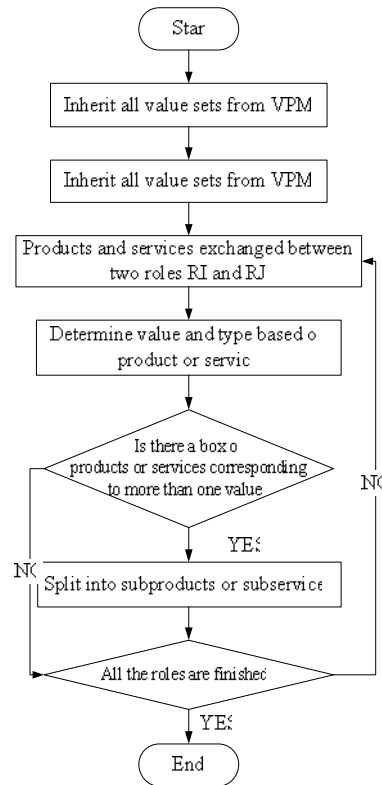 Star
Inherit all value sets from VPM
Inherit all value sets from VPM
Products and services exchanged between
two roles RI and RJ
Determine value and type based o
product or servic
Is there a box o
products or services corresponding
to more than one value
NO
YES
NO
Split into subproducts or subservice
All the roles are finished
YES
End